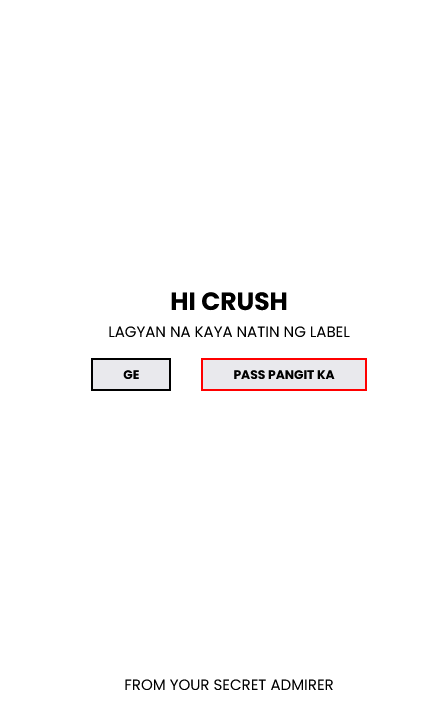 HI CRUSH
LAGYAN NA KAYA NATIN NG LABEL
GE
PASS PANGIT KA
FROM YOUR SECRET ADMIRER